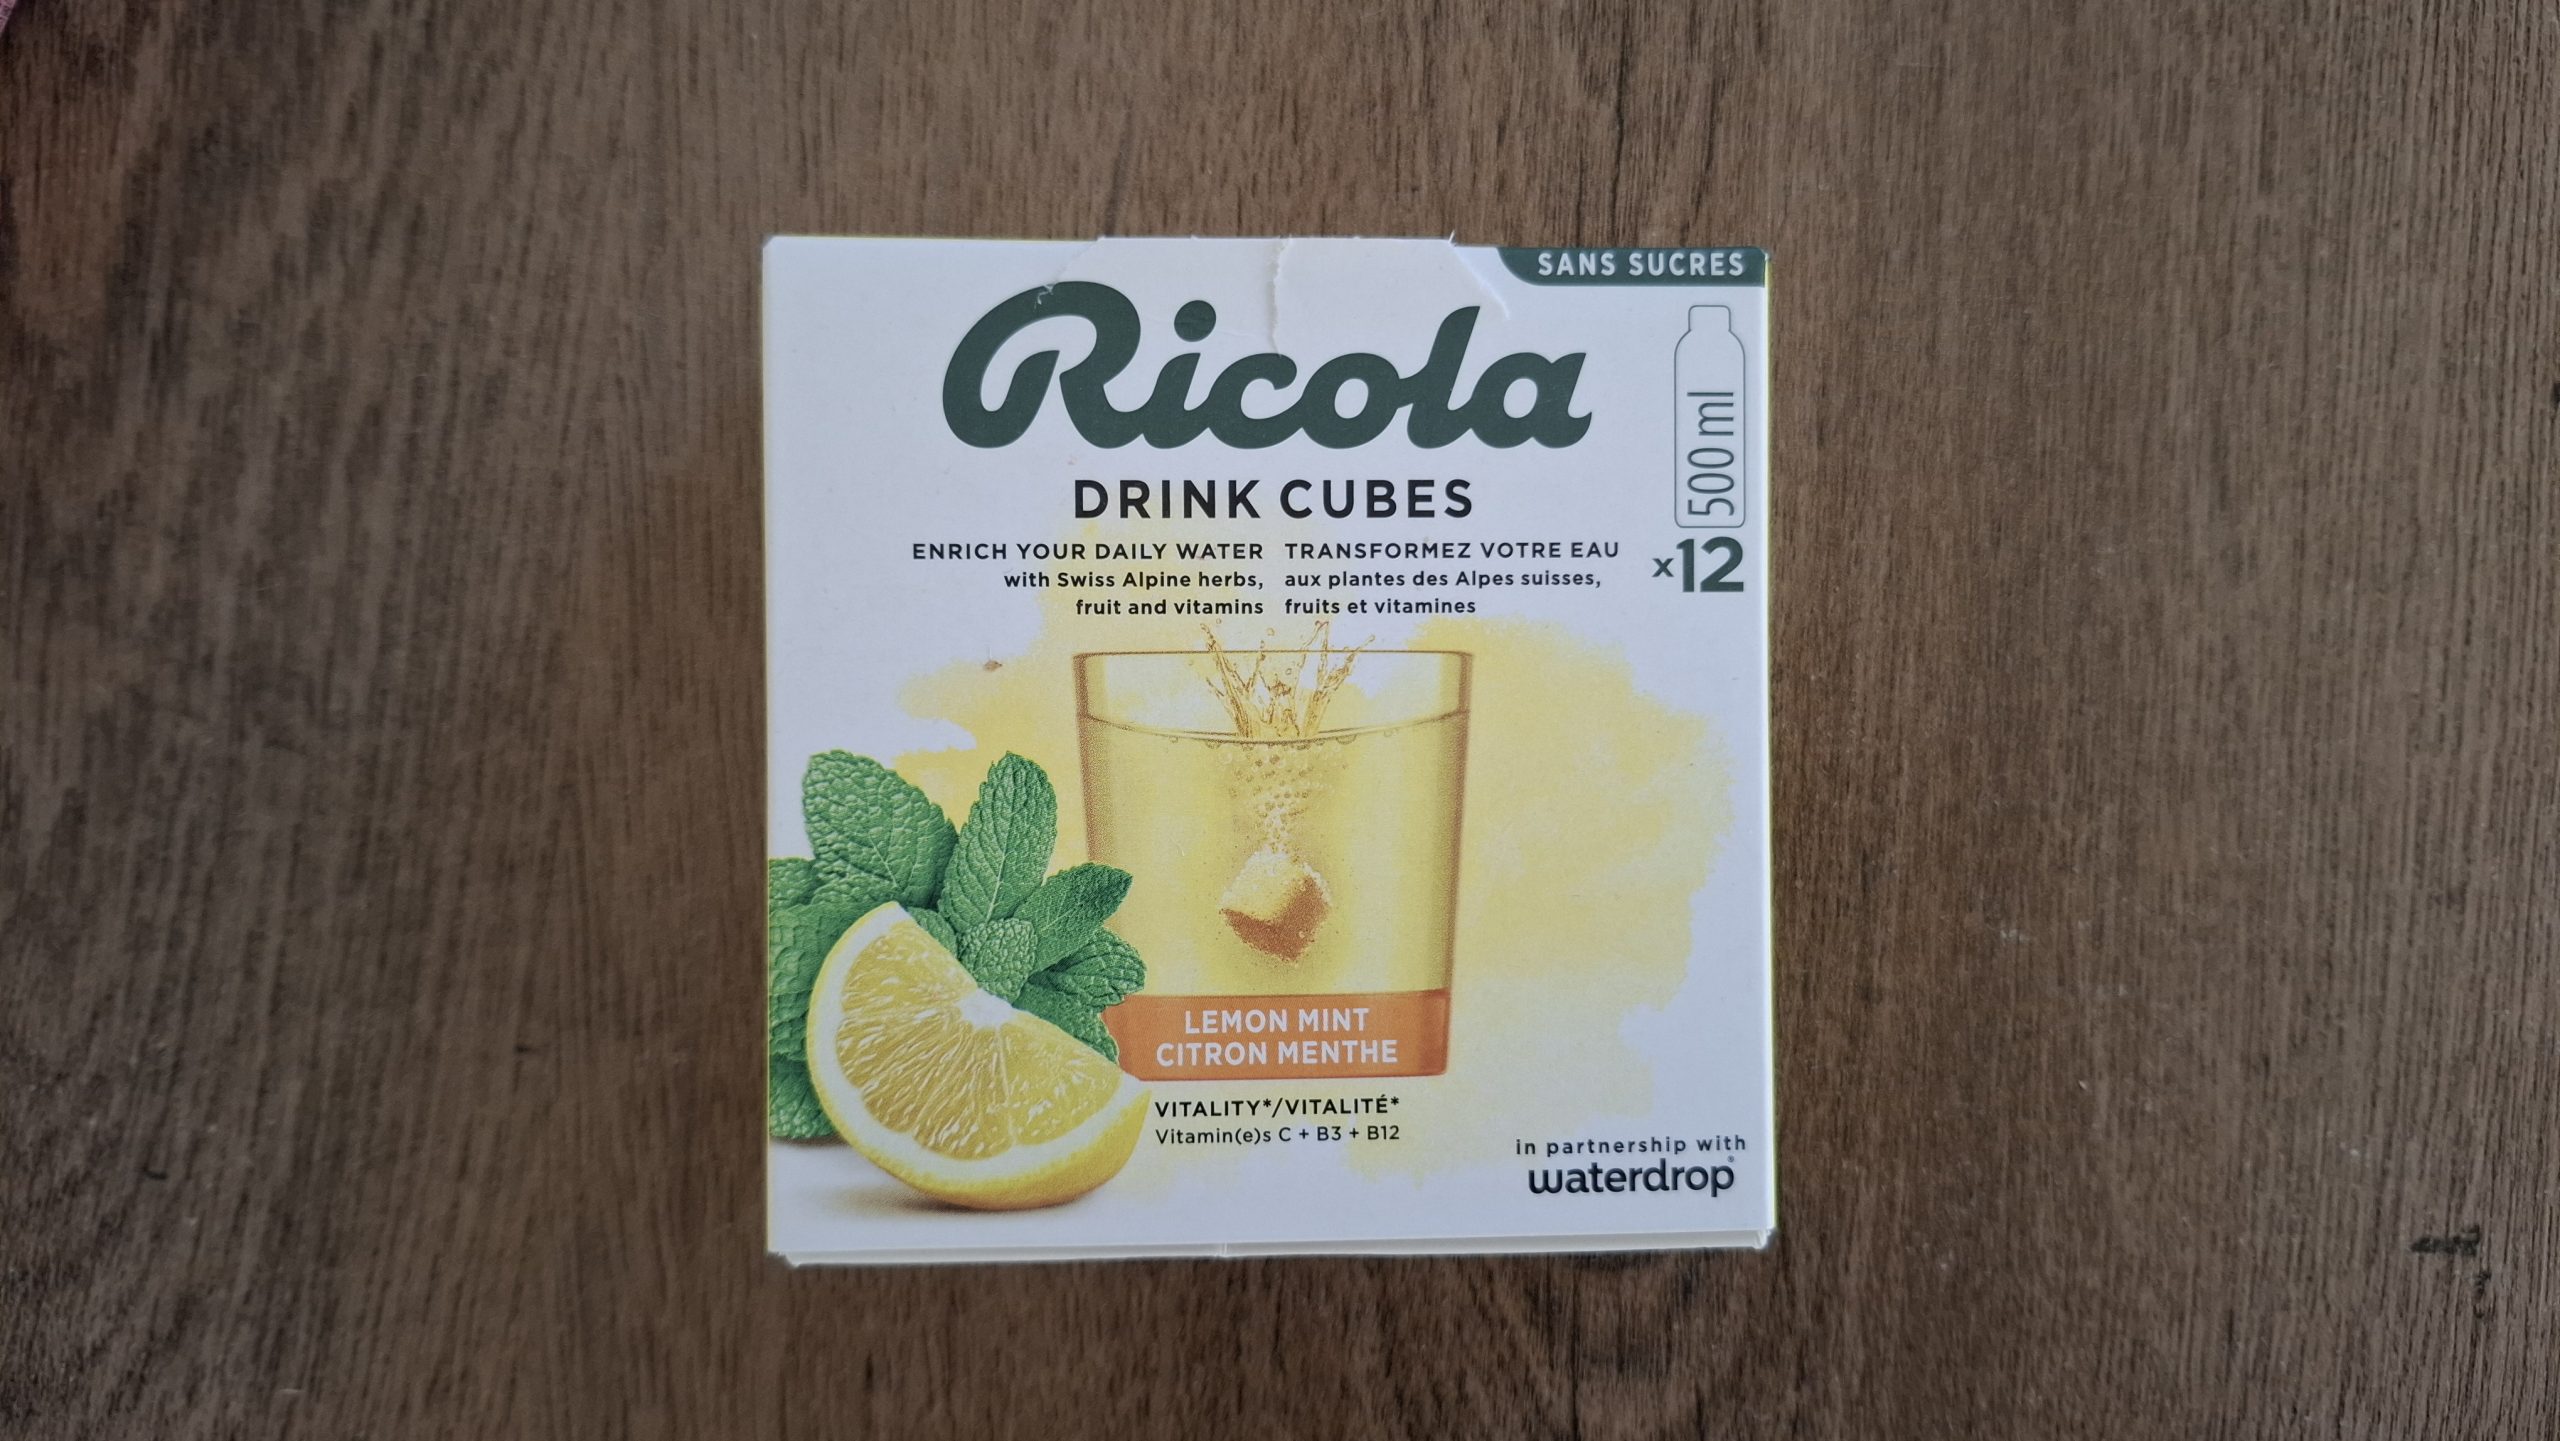 SANS SUCRES
Ricola
500 ml
x12
DRINK CUBES
ENRICH YOUR DAILY WATER
with Swiss Alpine herbs,
fruit and vitamins
TRANSFORMEZ VOTRE EAU
aux plantes des Alpes suisses,
fruits et vitamines
LEMON MINT
CITRON MENTHE
VITALITY*/VITALITÉ*
Vitamin(e)s C + B3 + B12
in partnership with
waterdrop®